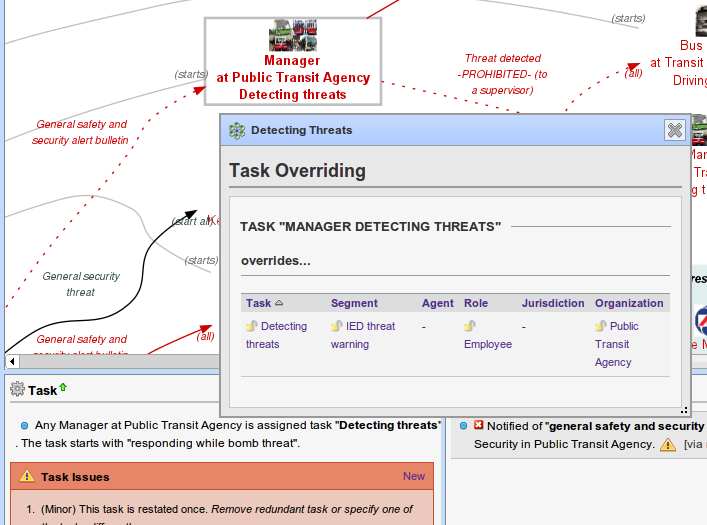 (starts)
Manager
at Public Transit Agency
Detecting threats
(starts)
Threat detected
-PROHIBITED- (to
a supervisor)
Bus
at Transit
Driving
(all)
General safety and
security alert bulletin
(start all)
(starts)
General security
threat
General safety and
security alert bulletin
(all)
Detecting Threats
Task Overriding
TASK "MANAGER DETECTING THREATS"
overrides...
Task Segment Agent Role Jurisdiction Organization
Detecting threats IED threat warning - Employee - Public Transit Agency
Task
Any Manager at Public Transit Agency is assigned task "Detecting threats"
. The task starts with "responding while bomb threat".
Task Issues New
1. (Minor) This task is restated once. Remove redundant task or specify one of
Notified of "general safety and security
Security in Public Transit Agency. [via